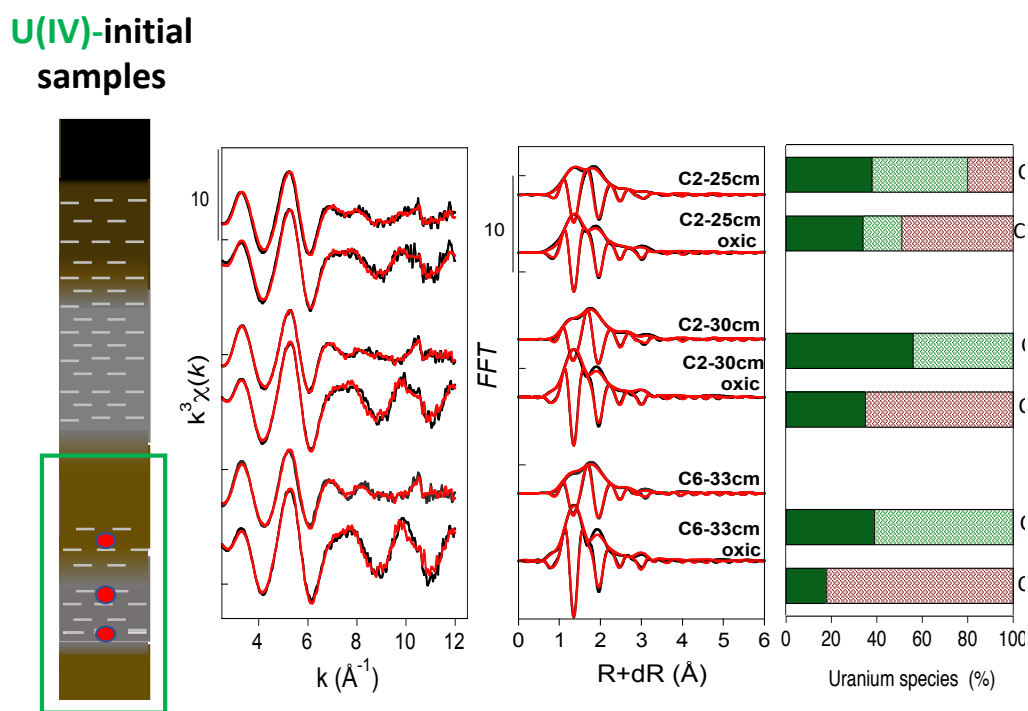 U(IV)-initial
samples
10
k³χ(k)
4 6 8 10 12
k (Å⁻¹)
10
FFT
C2-25cm
C2-25cm
oxic
C2-30cm
C2-30cm
oxic
C6-33cm
C6-33cm
oxic
0 1 2 3 4 5 6
R+dR (Å)
C
C
C
C
C
C
0 20 40 60 80 100
Uranium species (%)